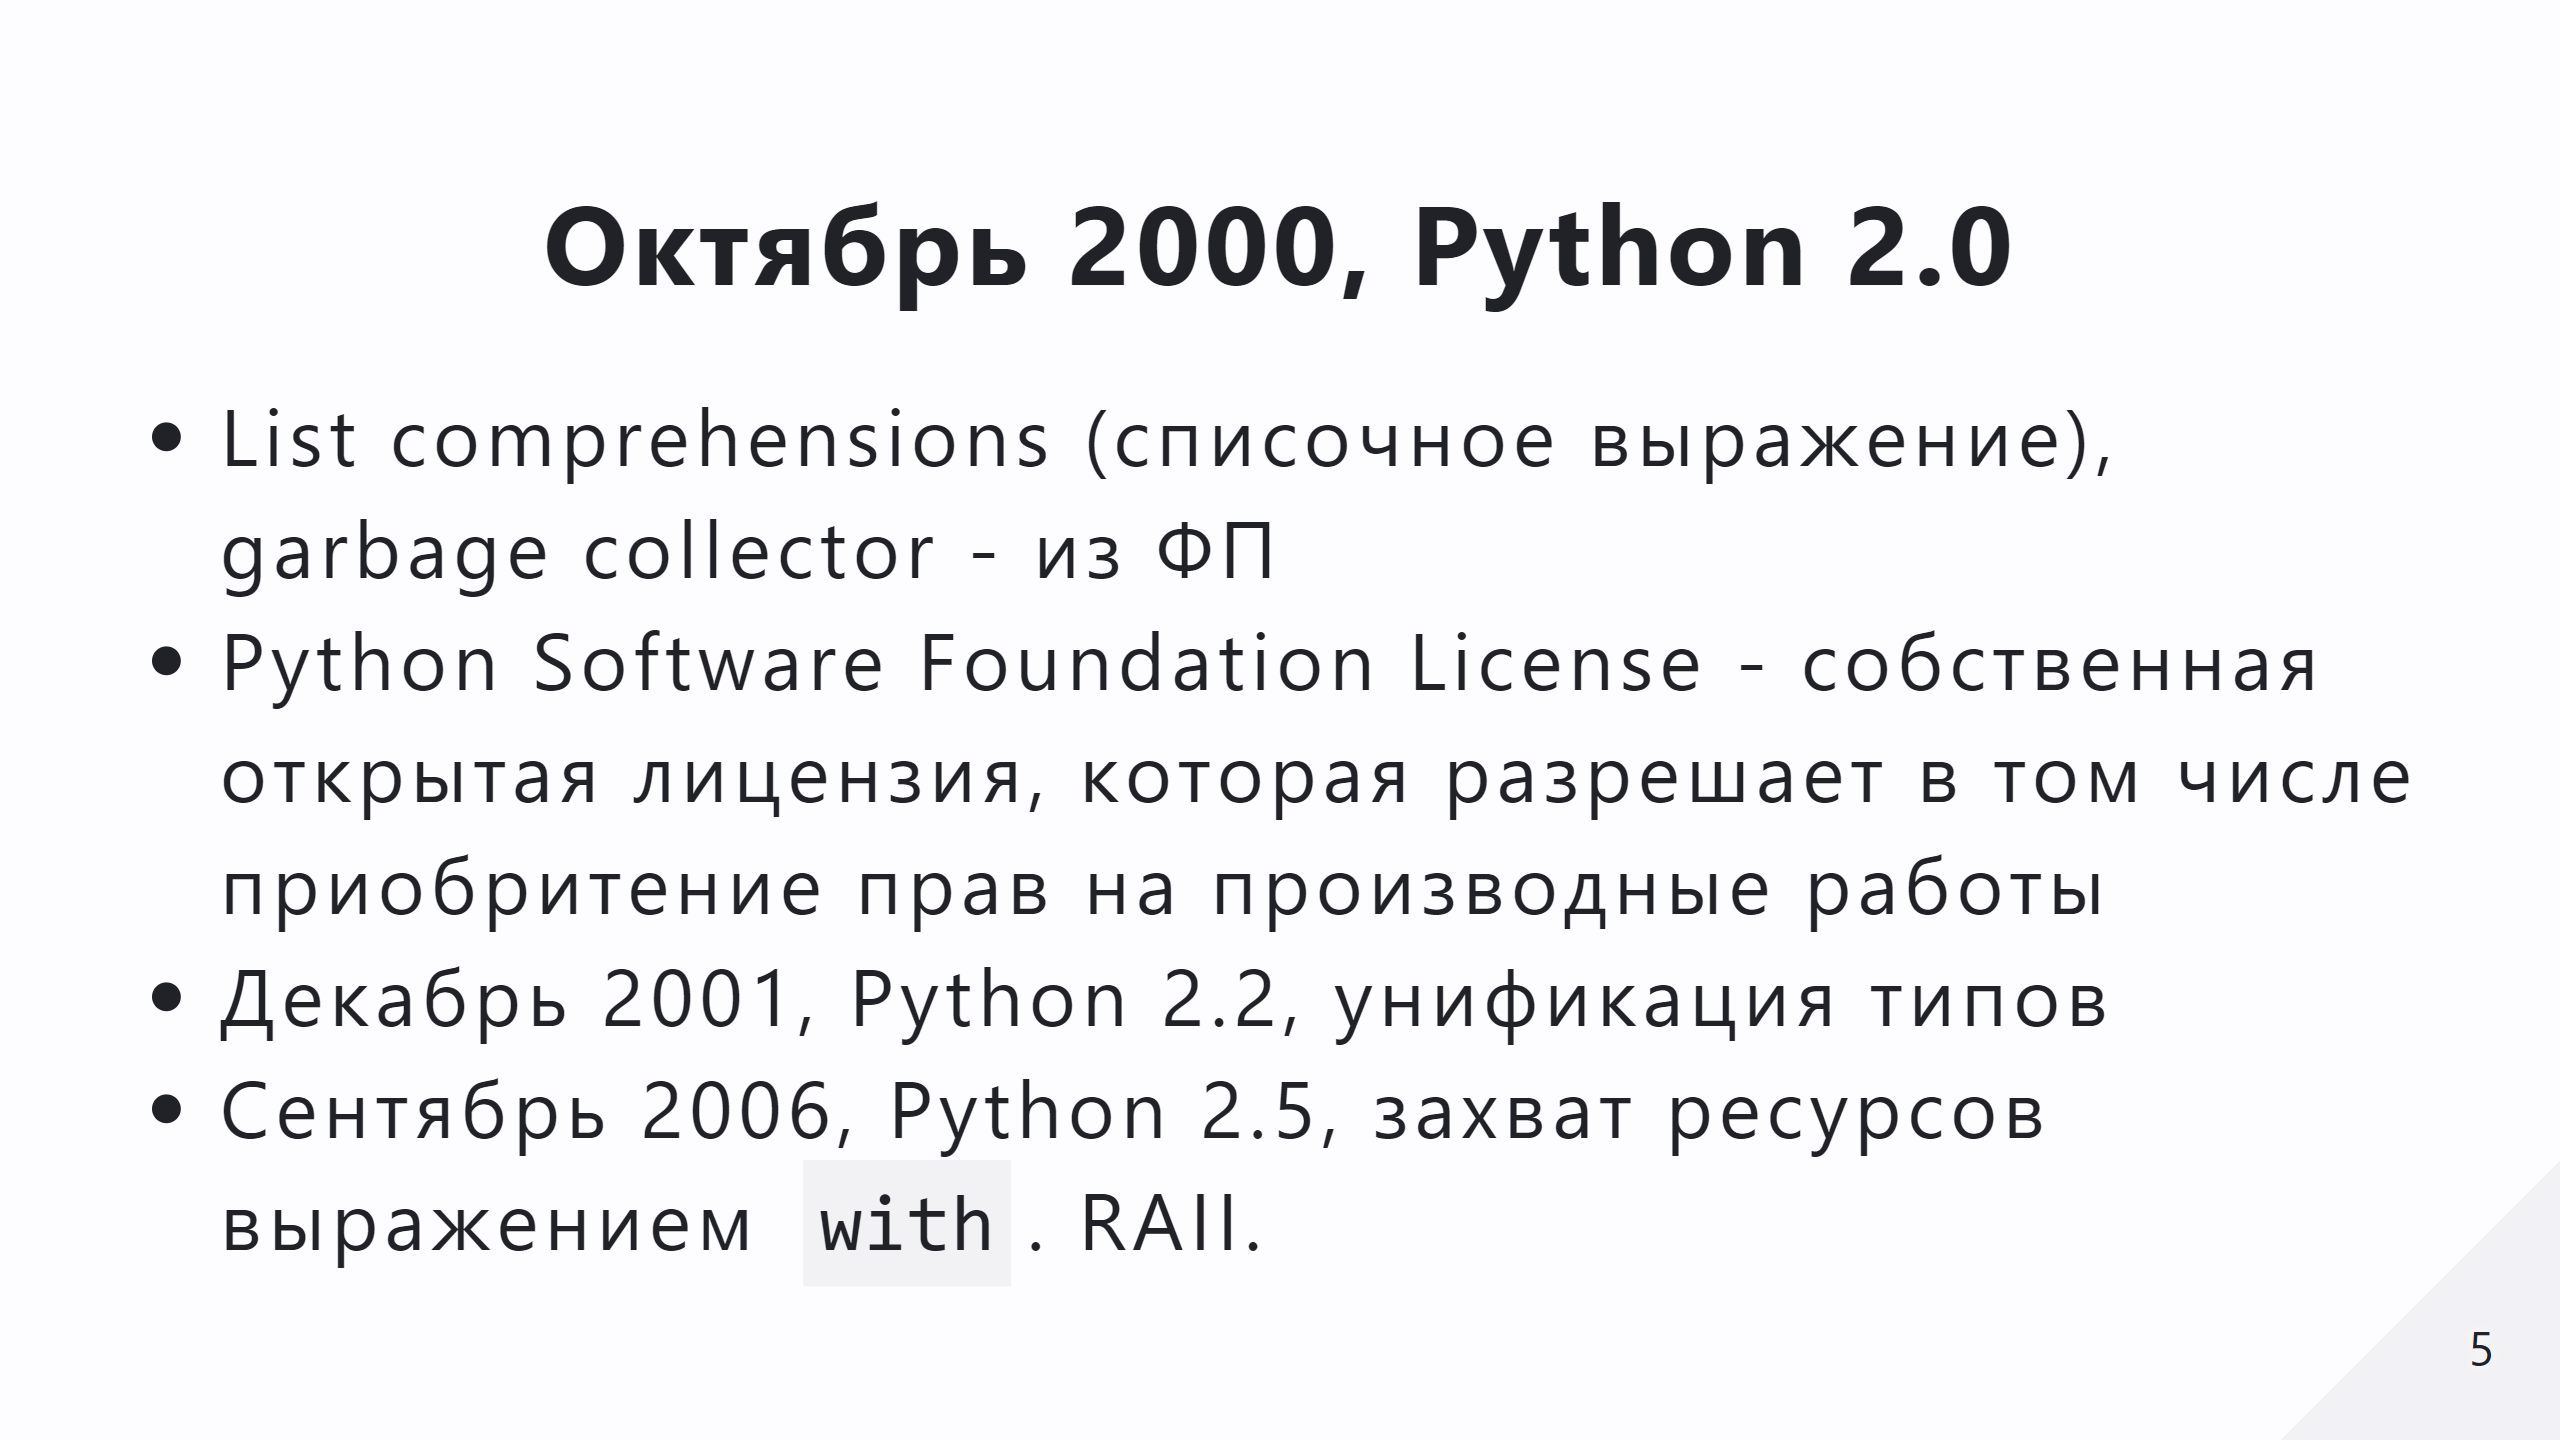 Октябрь 2000, Python 2.0
• List comprehensions (списочное выражение),
garbage collector - из ФП
• Python Software Foundation License - собственная
открытая лицензия, которая разрешает в том числе
приобритение прав на производные работы
• Декабрь 2001, Python 2.2, унификация типов
• Сентябрь 2006, Python 2.5, захват ресурсов
выражением with. RAII.
5